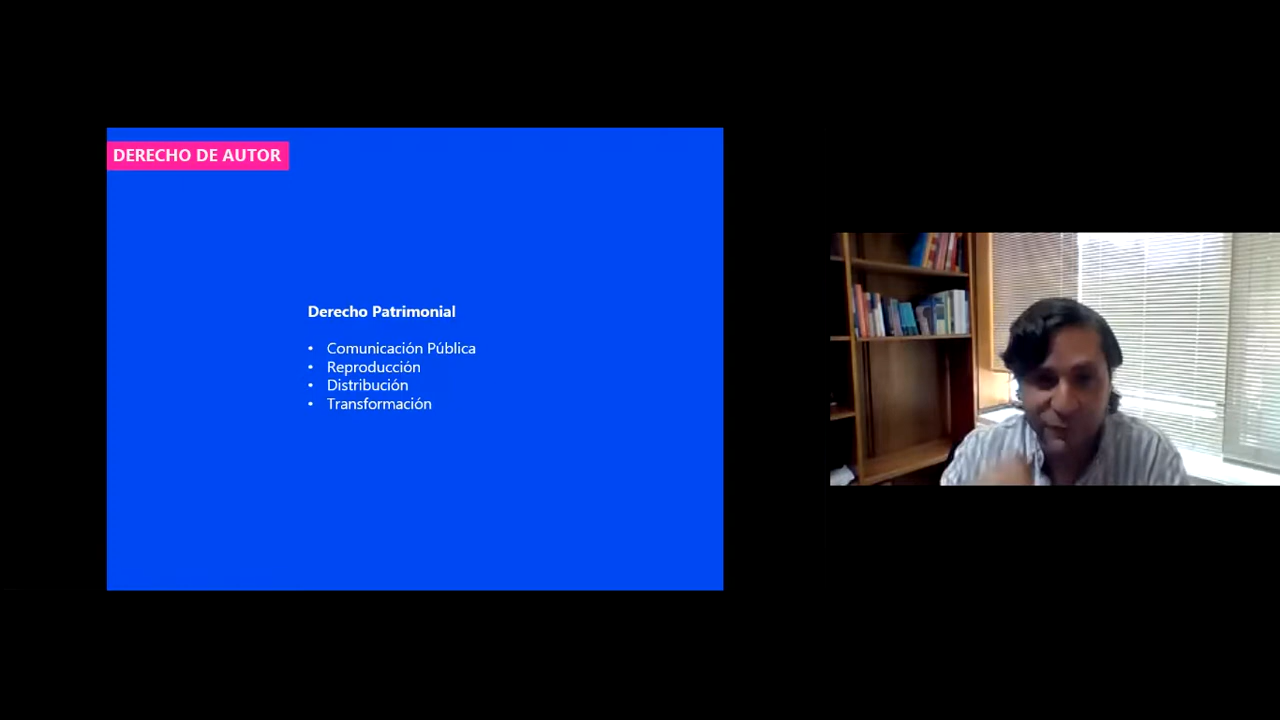 DERECHO DE AUTOR
Derecho Patrimonial
• Comunicación Pública
• Reproducción
• Distribución
• Transformación